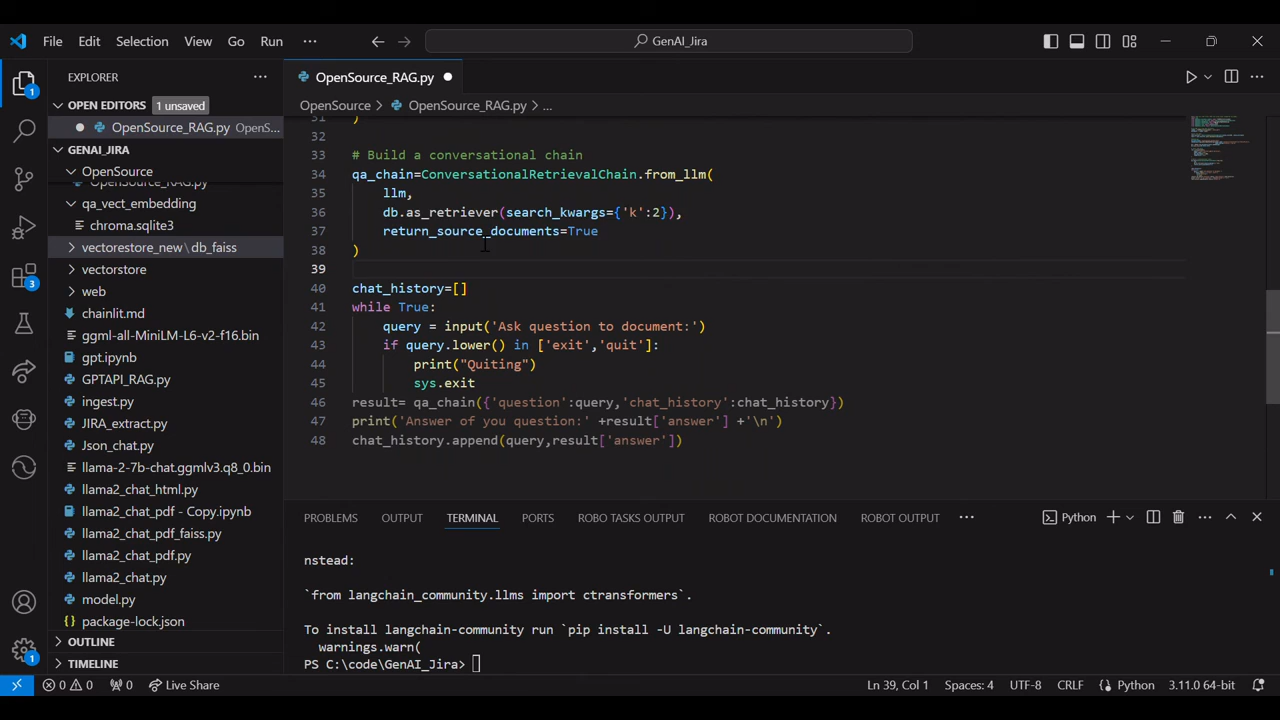 File Edit Selection View Go Run ··· GenAI_Jira
EXPLORER ···
OPEN EDITORS 1 unsaved
OpenSource_RAG.py OpenS...
GENAI_JIRA
OpenSource
OpenSource_RAG.py
qa_vect_embedding
chroma.sqlite3
vectorestore_new\db_faiss
vectorstore
web
chainlit.md
ggml-all-MiniLM-L6-v2-f16.bin
gpt.ipynb
GPTAPI_RAG.py
ingest.py
JIRA_extract.py
Json_chat.py
llama-2-7b-chat.ggmlv3.q8_0.bin
llama2_chat_html.py
llama2_chat_pdf - Copy.ipynb
llama2_chat_pdf_faiss.py
llama2_chat_pdf.py
llama2_chat.py
model.py
package-lock.json
OUTLINE
TIMELINE
1
3
1
OpenSource_RAG.py
OpenSource > OpenSource_RAG.py > ...
31 )
32
33 # Build a conversational chain
34 qa_chain=ConversationalRetrievalChain.from_llm(
35 llm,
36 db.as_retriever(search_kwargs={'k':2}),
37 return_source_documents=True
38 )
39
40 chat_history=[]
41 while True:
42 query = input('Ask question to document:')
43 if query.lower() in ['exit','quit']:
44 print("Quiting")
45 sys.exit
46 result= qa_chain({'question':query,'chat_history':chat_history})
47 print('Answer of you question:' +result['answer'] +'\n')
48 chat_history.append(query,result['answer'])
PROBLEMS OUTPUT TERMINAL PORTS ROBO TASKS OUTPUT ROBOT DOCUMENTATION ROBOT OUTPUT ··· Python
nstead:
`from langchain_community.llms import ctransformers`.
To install langchain-community run `pip install -U langchain-community`.
warnings.warn(
PS C:\code\GenAI_Jira>
0 0 0 Live Share Ln 39, Col 1 Spaces: 4 UTF-8 CRLF Python 3.11.0 64-bit